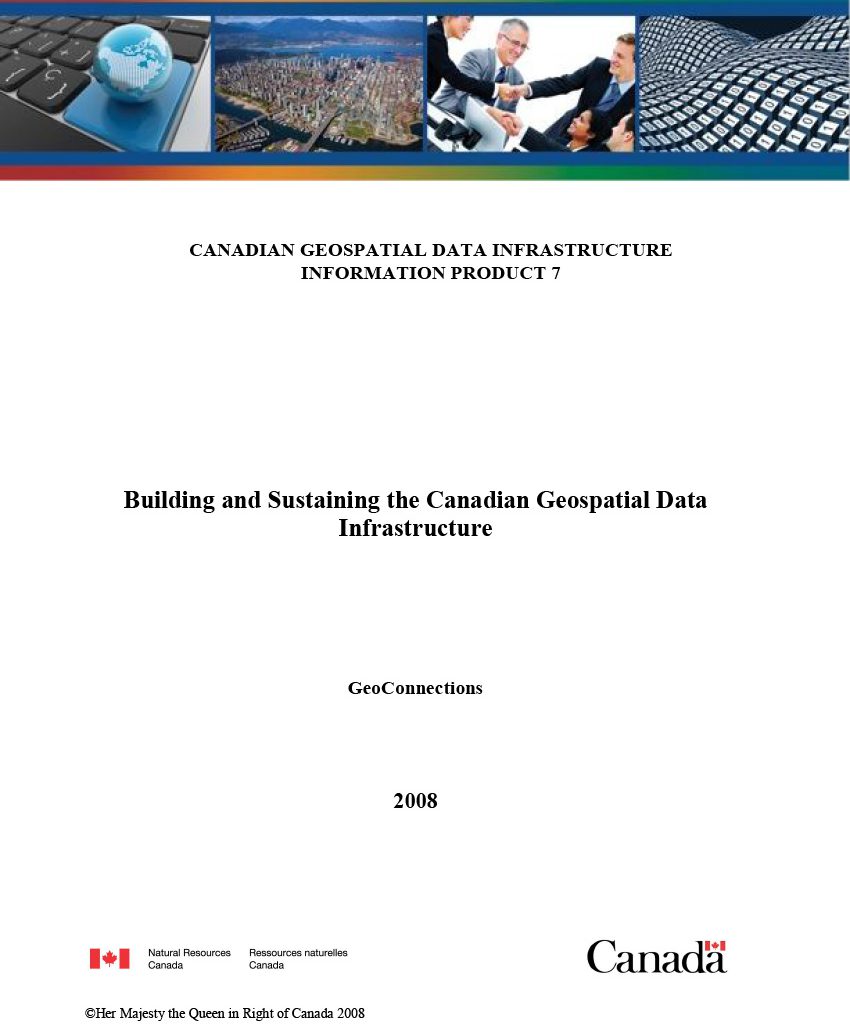 CANADIAN GEOSPATIAL DATA INFRASTRUCTURE
INFORMATION PRODUCT 7
Building and Sustaining the Canadian Geospatial Data
Infrastructure
GeoConnections
2008
Natural Resources Canada
Ressources naturelles Canada
Canada
©Her Majesty the Queen in Right of Canada 2008